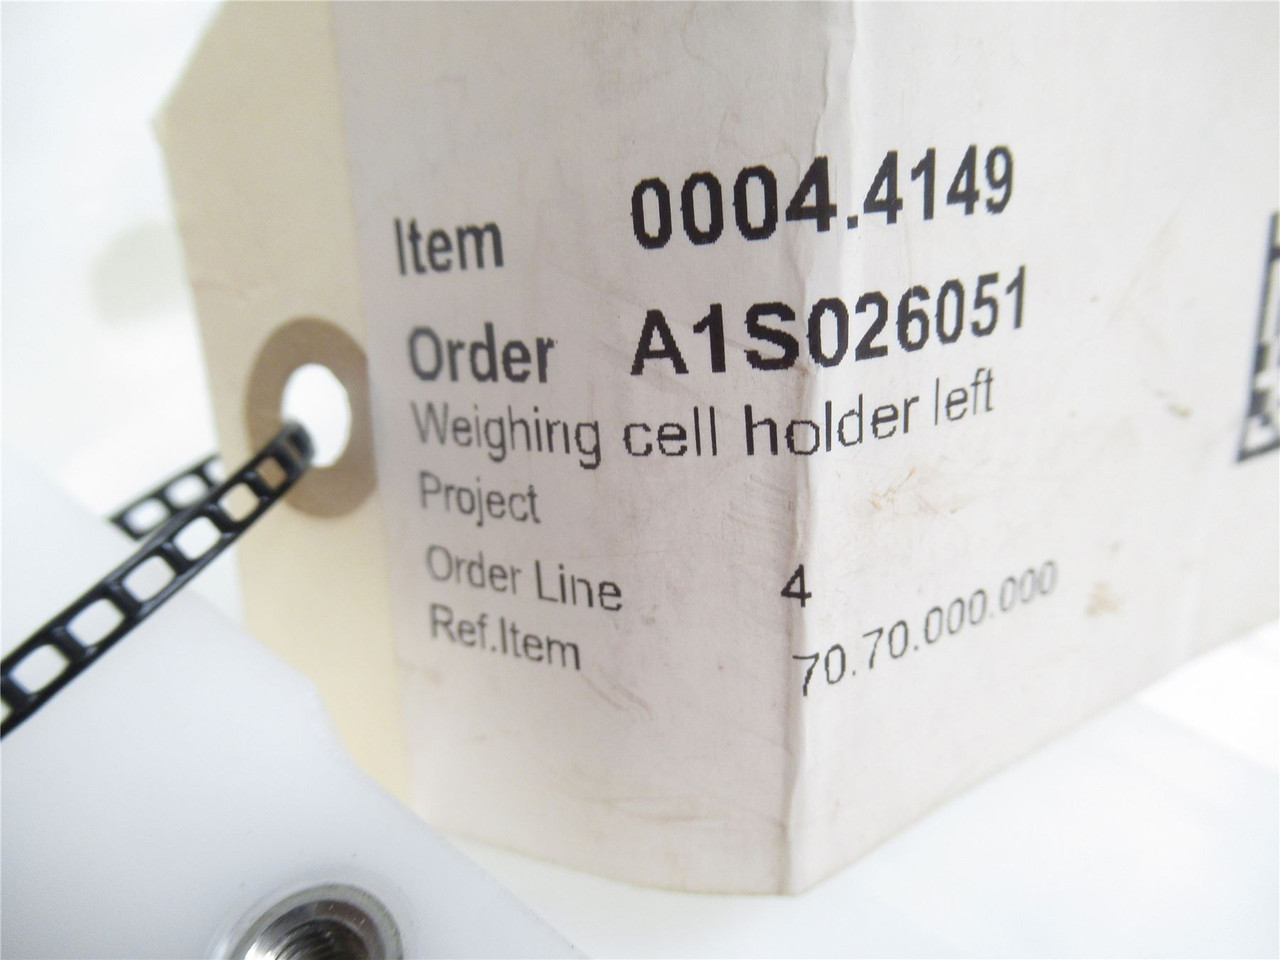 Item 0004.4149
Order A1S026051
Weighing cell holder left
Project
Order Line 4
Ref.Item 70.70.000.000